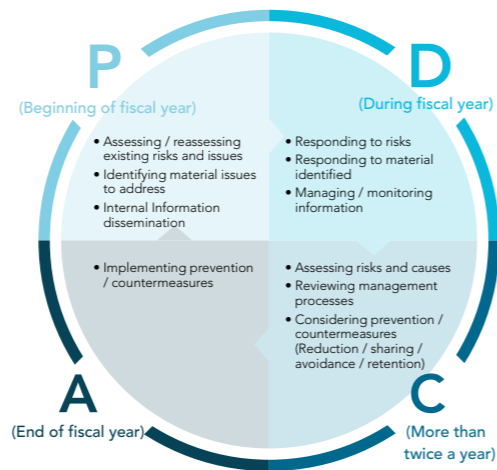 P
(Beginning of fiscal year)
• Assessing / reassessing
existing risks and issues
• Identifying material issues
to address
• Internal Information
dissemination
D
(During fiscal year)
• Responding to risks
• Responding to material
identified
• Managing / monitoring
information
• Implementing prevention
/ countermeasures
A
(End of fiscal year)
• Assessing risks and causes
• Reviewing management
processes
• Considering prevention /
countermeasures
(Reduction / sharing /
avoidance / retention)
C
(More than
twice a year)